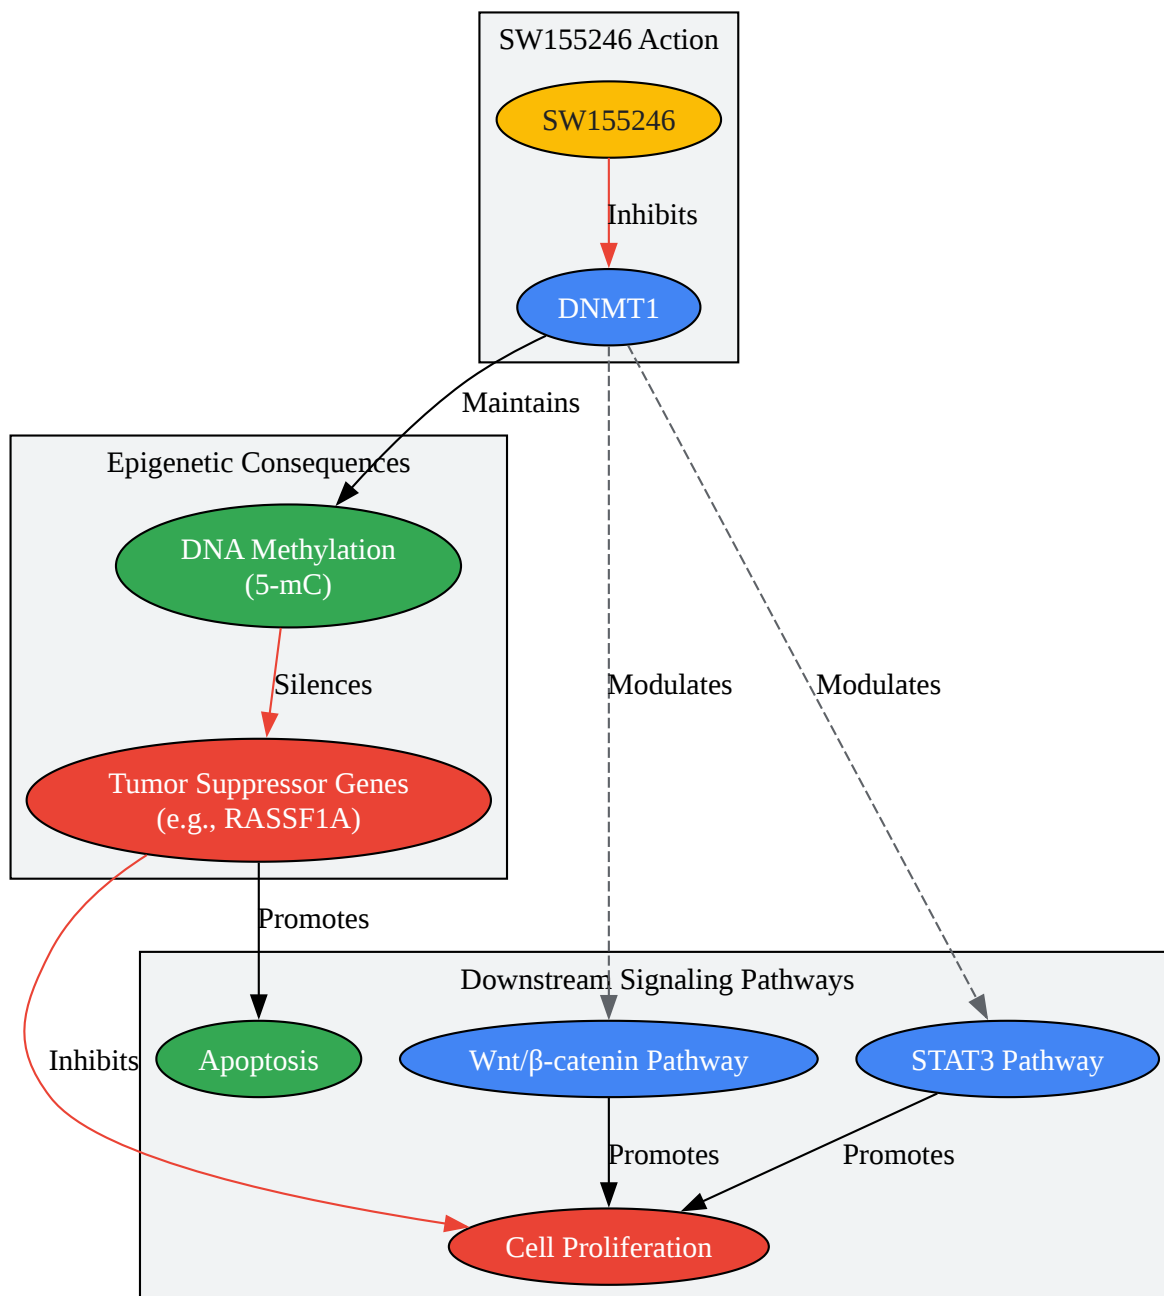 SW155246 Action
SW155246
Inhibits
DNMT1
Maintains
Epigenetic Consequences
DNA Methylation
(5-mC)
Silences
Modulates
Modulates
Tumor Suppressor Genes
(e.g., RASSF1A)
Promotes
Downstream Signaling Pathways
Inhibits
Apoptosis
Wnt/β-catenin Pathway
STAT3 Pathway
Promotes
Promotes
Cell Proliferation